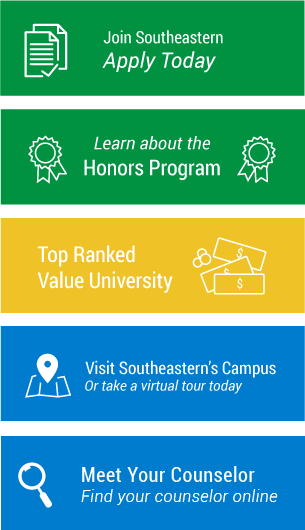 Join Southeastern
Apply Today
Learn about the
Honors Program
Top Ranked
Value University
$
$
$
Visit Southeastern's Campus
Or take a virtual tour today
Meet Your Counselor
Find your counselor online